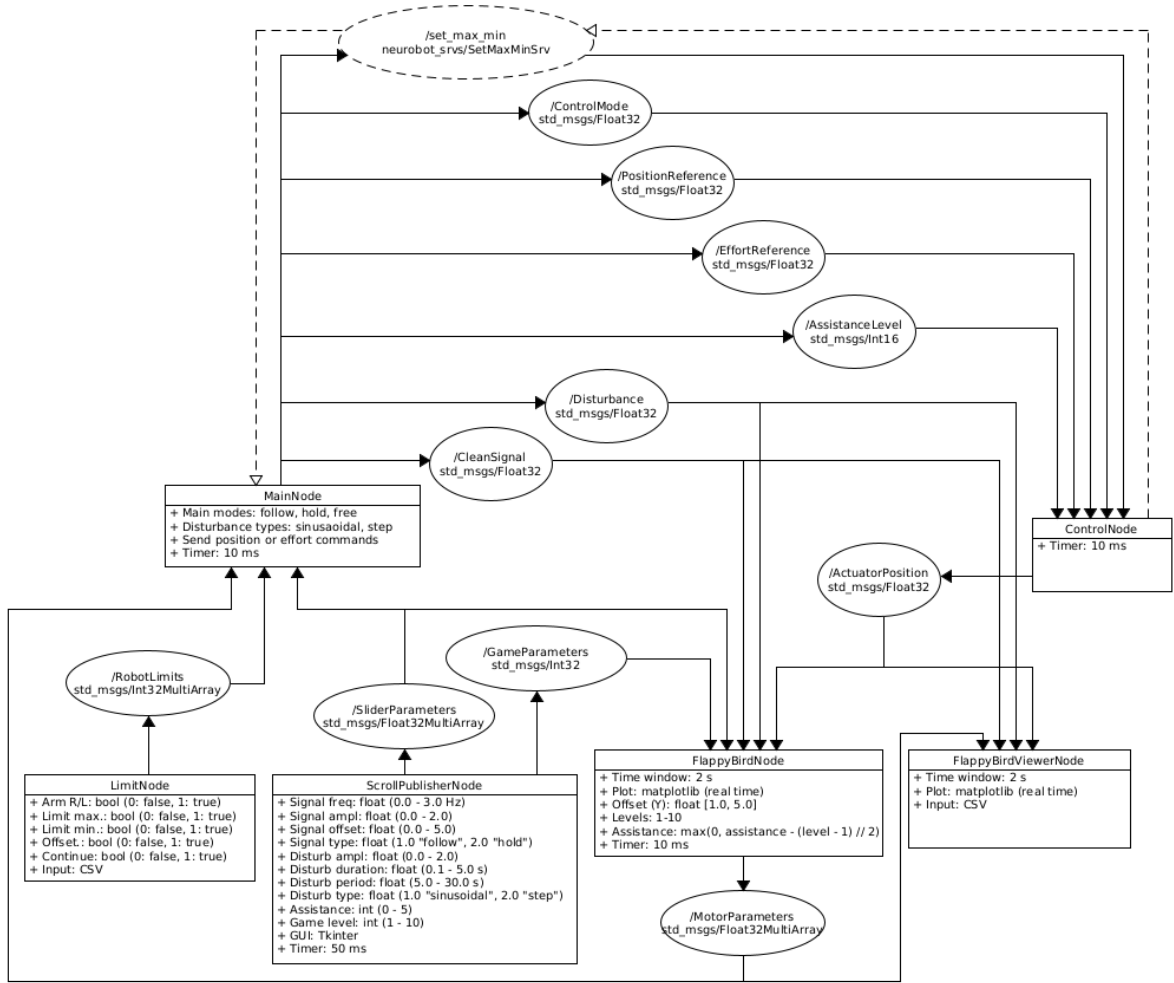 /set_max_min
neurobot_srvs/SetMaxMinSrv
/ControlMode
std_msgs/Float32
/PositionReference
std_msgs/Float32
/EffortReference
std_msgs/Float32
/AssistanceLevel
std_msgs/Int16
/Disturbance
std_msgs/Float32
/CleanSignal
std_msgs/Float32
MainNode
+ Main modes: follow, hold, free
+ Disturbance types: sinusaoidal, step
+ Send position or effort commands
+ Timer: 10 ms
ControlNode
+ Timer: 10 ms
/ActuatorPosition
std_msgs/Float32
/RobotLimits
std_msgs/Int32MultiArray
/SliderParameters
std_msgs/Float32MultiArray
/GameParameters
std_msgs/Int32
LimitNode
+ Arm R/L: bool (0: false, 1: true)
+ Limit max.: bool (0: false, 1: true)
+ Limit min.: bool (0: false, 1: true)
+ Offset.: bool (0: false, 1: true)
+ Continue: bool (0: false, 1: true)
+ Input: CSV
ScrollPublisherNode
+ Signal freq: float (0.0 - 3.0 Hz)
+ Signal ampl: float (0.0 - 2.0)
+ Signal offset: float (0.0 - 5.0)
+ Signal type: float (1.0 "follow", 2.0 "hold")
+ Disturb ampl: float (0.0 - 2.0)
+ Disturb duration: float (0.1 - 5.0 s)
+ Disturb period: float (5.0 - 30.0 s)
+ Disturb type: float (1.0 "sinusoidal", 2.0 "step")
+ Assistance: int (0 - 5)
+ Game level: int (1 - 10)
+ GUI: Tkinter
+ Timer: 50 ms
FlappyBirdNode
+ Time window: 2 s
+ Plot: matplotlib (real time)
+ Offset (Y): float [1.0, 5.0]
+ Levels: 1-10
+ Assistance: max(0, assistance - (level - 1) // 2)
+ Timer: 10 ms
FlappyBirdViewerNode
+ Time window: 2 s
+ Plot: matplotlib (real time)
+ Input: CSV
/MotorParameters
std_msgs/Float32MultiArray